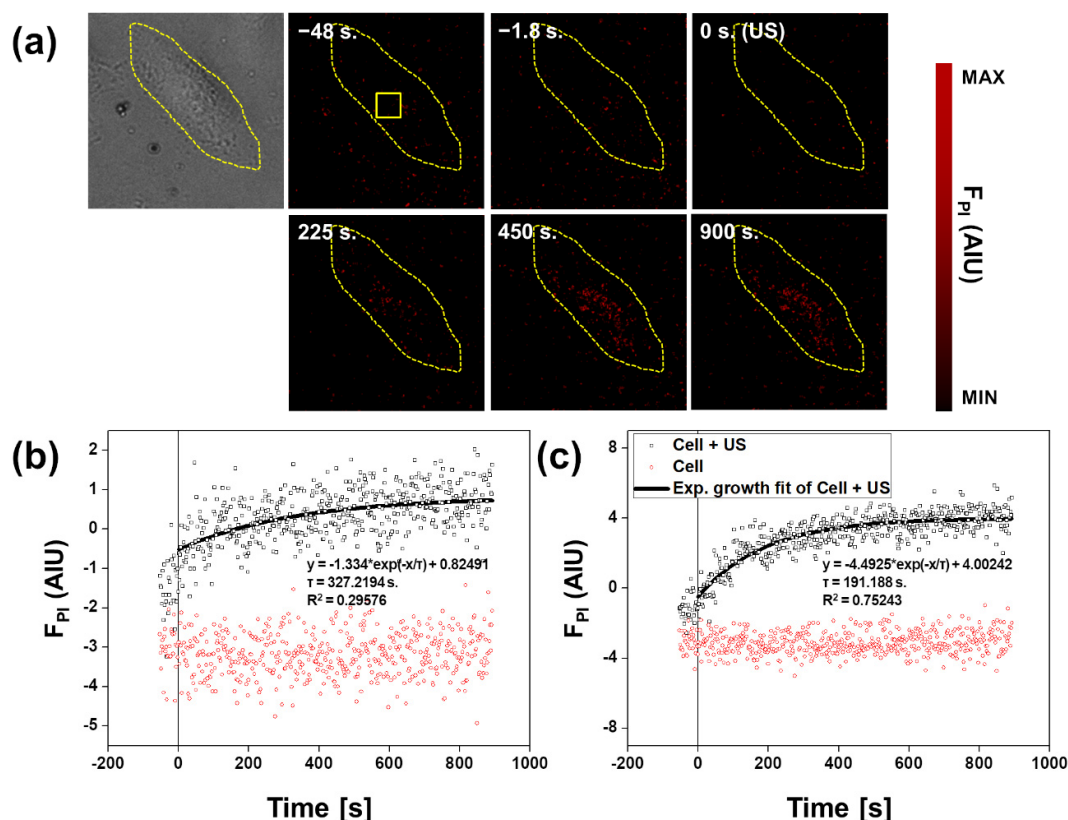 (a)
−48 s.
−1.8 s.
0 s. (US)
225 s.
450 s.
900 s.
MAX
F_PI (AIU)
MIN
(b)
2
1
0
-1
-2
-3
-4
-5
F_PI (AIU)
y = -1.334*exp(-x/τ) + 0.82491
τ = 327.2194 s.
R² = 0.29576
-200
0
200
400
600
800
1000
Time [s]
(c)
8
4
0
-4
-8
F_PI (AIU)
Cell + US
Cell
Exp. growth fit of Cell + US
y = -4.4925*exp(-x/τ) + 4.00242
τ = 191.188 s.
R² = 0.75243
-200
0
200
400
600
800
1000
Time [s]